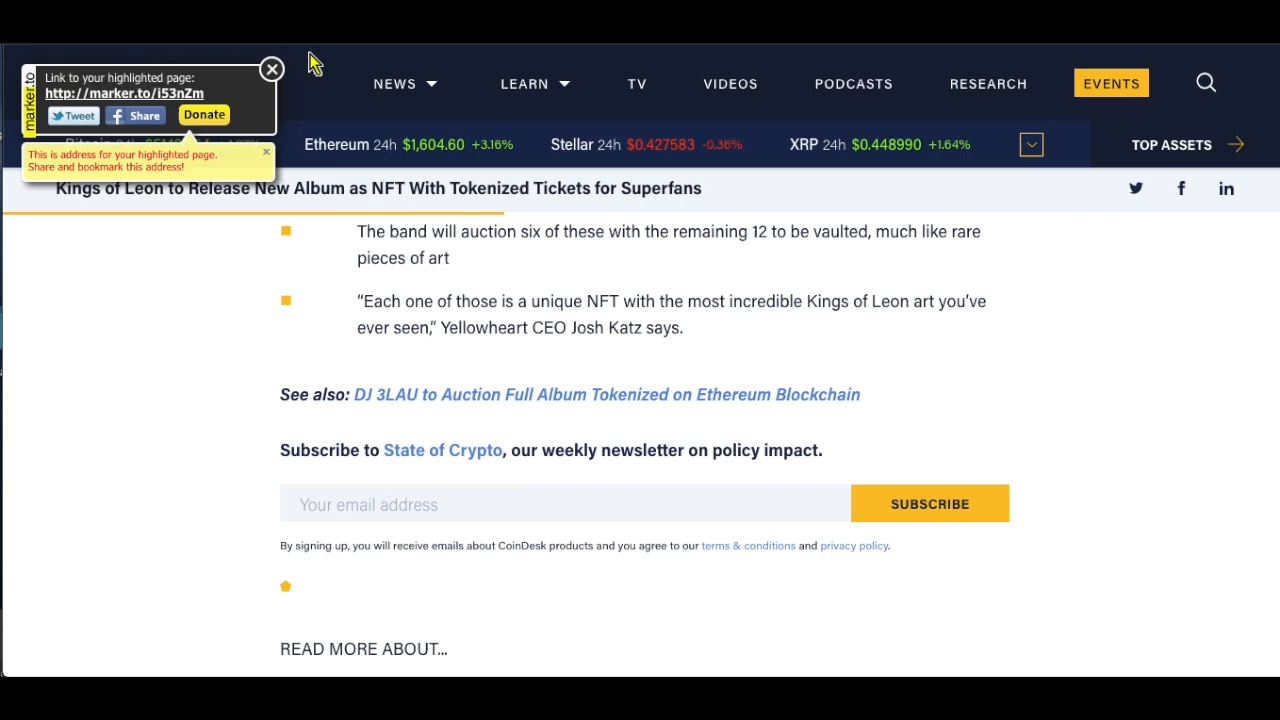 marker.to
Link to your highlighted page:
http://marker.to/i53nZm
Tweet
Share
Donate
This is address for your highlighted page.
Share and bookmark this address!
NEWS
LEARN
TV
VIDEOS
PODCASTS
RESEARCH
EVENTS
Ethereum 24h $1,604.60 +3.16%
Stellar 24h $0.427583 -0.36%
XRP 24h $0.448990 +1.64%
TOP ASSETS
Kings of Leon to Release New Album as NFT With Tokenized Tickets for Superfans
The band will auction six of these with the remaining 12 to be vaulted, much like rare
pieces of art
“Each one of those is a unique NFT with the most incredible Kings of Leon art you’ve
ever seen,” Yellowheart CEO Josh Katz says.
See also: DJ 3LAU to Auction Full Album Tokenized on Ethereum Blockchain
Subscribe to State of Crypto, our weekly newsletter on policy impact.
Your email address
SUBSCRIBE
By signing up, you will receive emails about CoinDesk products and you agree to our terms & conditions and privacy policy.
READ MORE ABOUT...